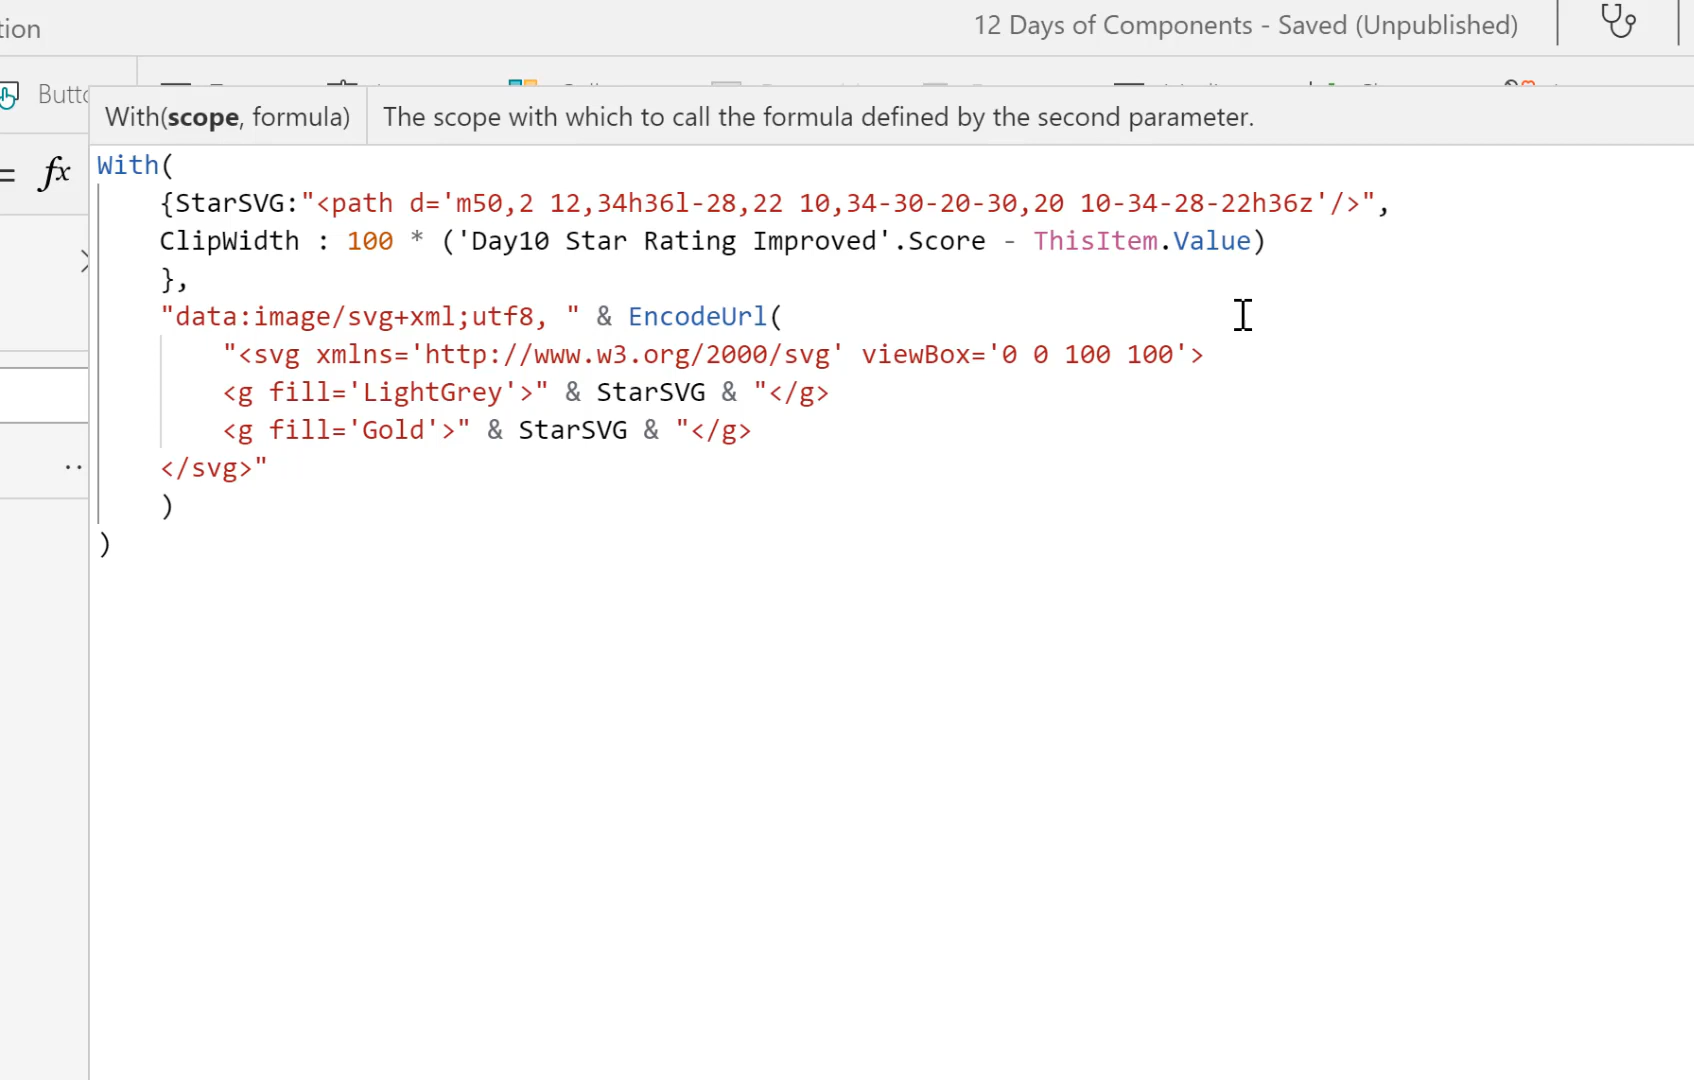 tion
12 Days of Components - Saved (Unpublished)
With(scope, formula)
The scope with which to call the formula defined by the second parameter.
= fx
With(
{StarSVG:"<path d='m50,2 12,34h36l-28,22 10,34-30-20-30,20 10-34-28-22h36z'/>",
ClipWidth : 100 * ('Day10 Star Rating Improved'.Score - ThisItem.Value)
},
"data:image/svg+xml;utf8, " & EncodeUrl(
"<svg xmlns='http://www.w3.org/2000/svg' viewBox='0 0 100 100'>
<g fill='LightGrey'>" & StarSVG & "</g>
<g fill='Gold'>" & StarSVG & "</g>
</svg>"
)
)